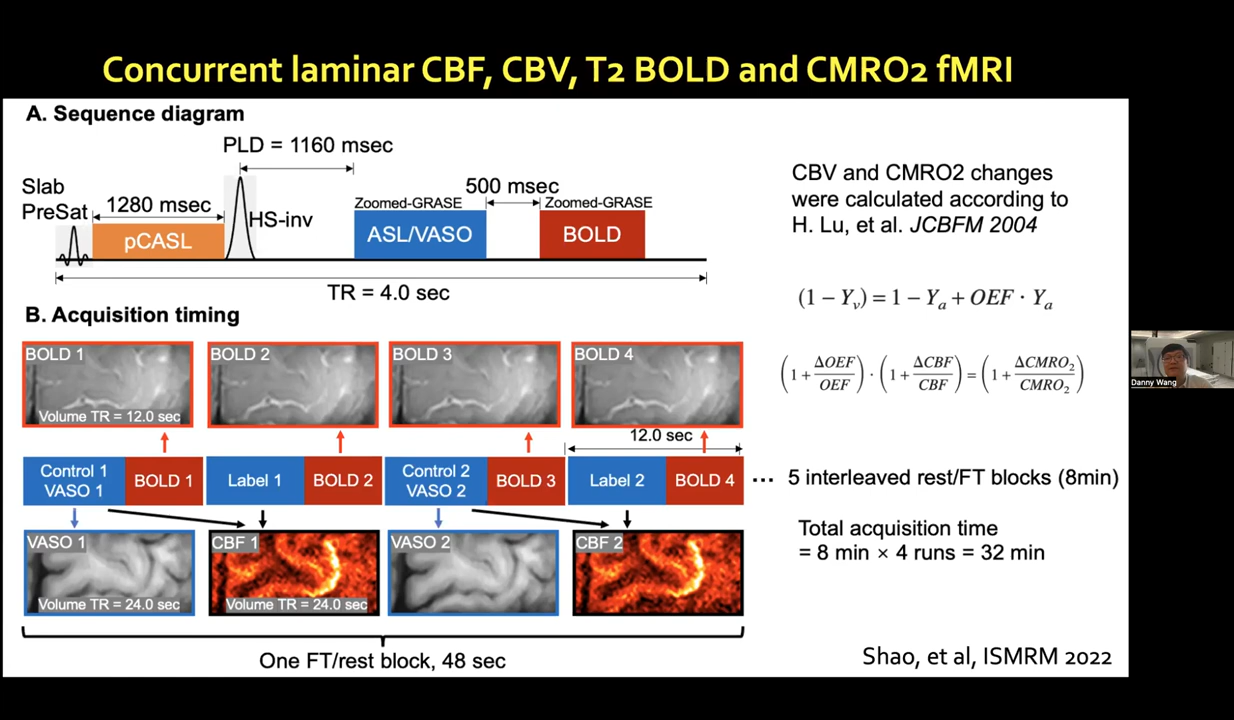 Concurrent laminar CBF, CBV, T2 BOLD and CMRO2 fMRI
A. Sequence diagram
PLD = 1160 msec
Slab
PreSat
1280 msec
pCASL
HS-inv
Zoomed-GRASE
ASL/VASO
500 msec
Zoomed-GRASE
BOLD
TR = 4.0 sec
CBV and CMRO2 changes
were calculated according to
H. Lu, et al. JCBFM 2004
(1 − Yᵥ) = 1 − Yₐ + OEF · Yₐ
(1 + ΔOEF/OEF) · (1 + ΔCBF/CBF) = (1 + ΔCMRO₂/CMRO₂)
B. Acquisition timing
BOLD 1
Volume TR = 12.0 sec
BOLD 2
BOLD 3
BOLD 4
12.0 sec
Control 1
VASO 1
BOLD 1
Label 1
BOLD 2
Control 2
VASO 2
BOLD 3
Label 2
BOLD 4
... 5 interleaved rest/FT blocks (8min)
VASO 1
Volume TR = 24.0 sec
CBF 1
Volume TR = 24.0 sec
VASO 2
CBF 2
Total acquisition time
= 8 min × 4 runs = 32 min
One FT/rest block, 48 sec
Shao, et al, ISMRM 2022
Danny Wang